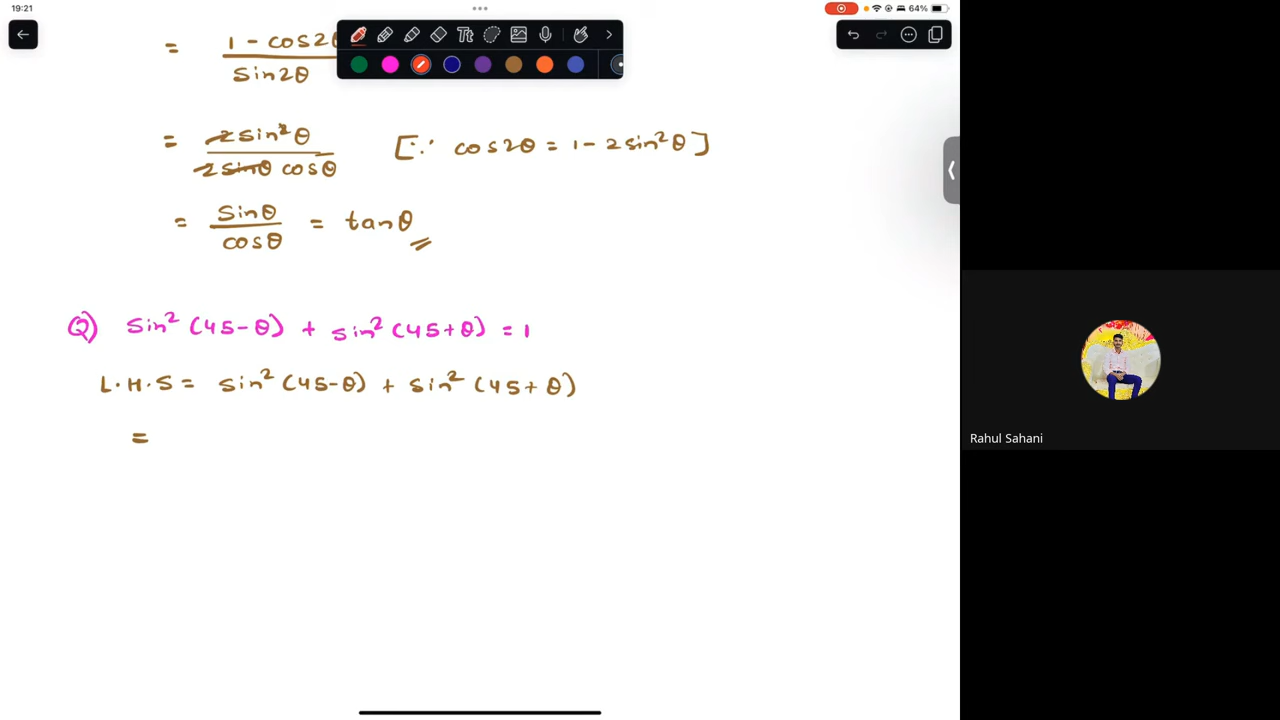 19:21
64%
= 1 - cos2θ / sin2θ
Tt
= 2sin²θ / 2sinθ cosθ [∵ cos2θ = 1 - 2sin²θ]
= sinθ / cosθ = tanθ
Q) sin² (45-θ) + sin² (45+θ) = 1
L.H.S = sin² (45-θ) + sin² (45+θ)
=
Rahul Sahani